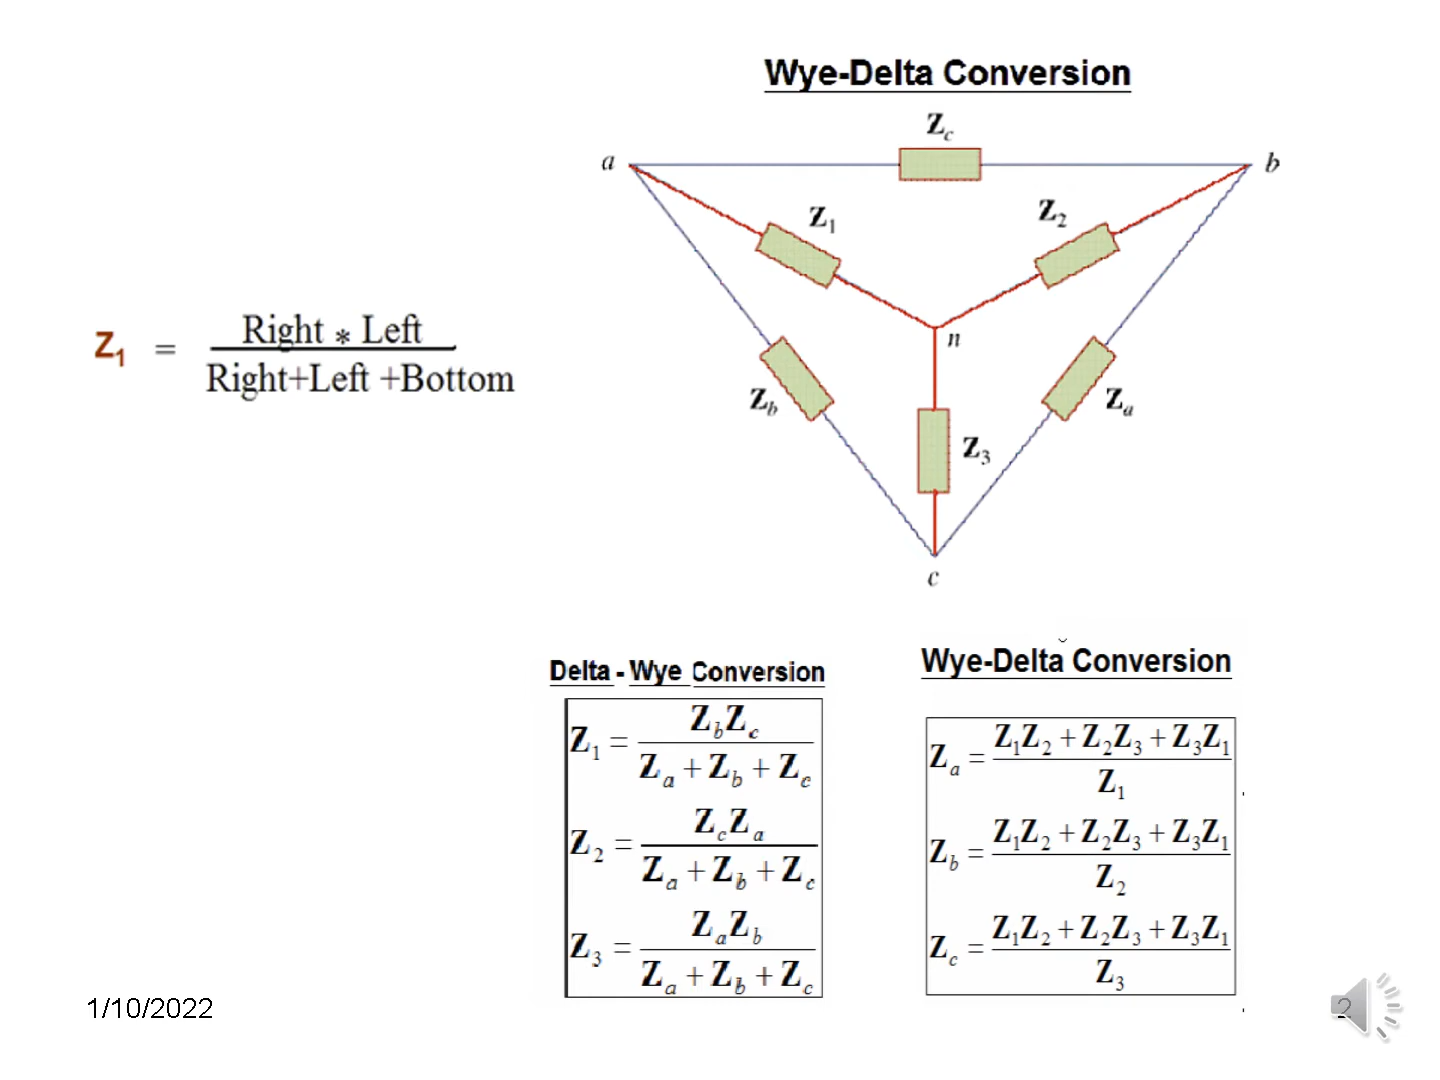 Wye-Delta Conversion
Zc
a
b
Z1
Z2
Z1 = Right * Left / Right+Left +Bottom
n
Zb
Za
Z3
c
Delta - Wye Conversion
Z1 = ZbZc / Za + Zb + Zc
Z2 = ZcZa / Za + Zb + Zc
Z3 = ZaZb / Za + Zb + Zc
Wye-Delta Conversion
Za = Z1Z2 + Z2Z3 + Z3Z1 / Z1
Zb = Z1Z2 + Z2Z3 + Z3Z1 / Z2
Zc = Z1Z2 + Z2Z3 + Z3Z1 / Z3
1/10/2022
2